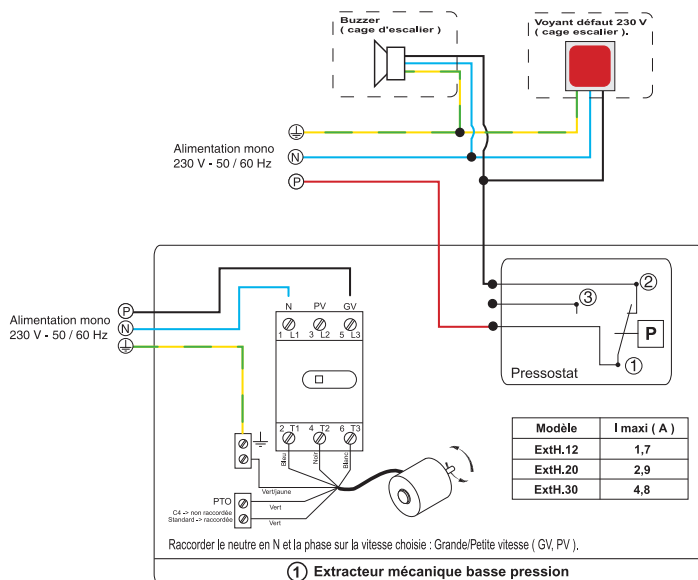 Buzzer
( cage d'escalier )
Voyant défaut 230 V
( cage escalier ).
Alimentation mono
230 V - 50 / 60 Hz
N
P
Alimentation mono
230 V - 50 / 60 Hz
P
N
N PV GV
1 L1 3 L2 5 L3
2 T1 4 T2 6 T3
Bleu
Noir
Blanc
Vert/jaune
PTO
C4 -> non raccordée
Standard -> raccordée
Vert
Vert
2
3
P
1
Pressostat
Modèle I maxi ( A )
ExtH.12 1,7
ExtH.20 2,9
ExtH.30 4,8
Raccorder le neutre en N et la phase sur la vitesse choisie : Grande/Petite vitesse ( GV, PV ).
1 Extracteur mécanique basse pression